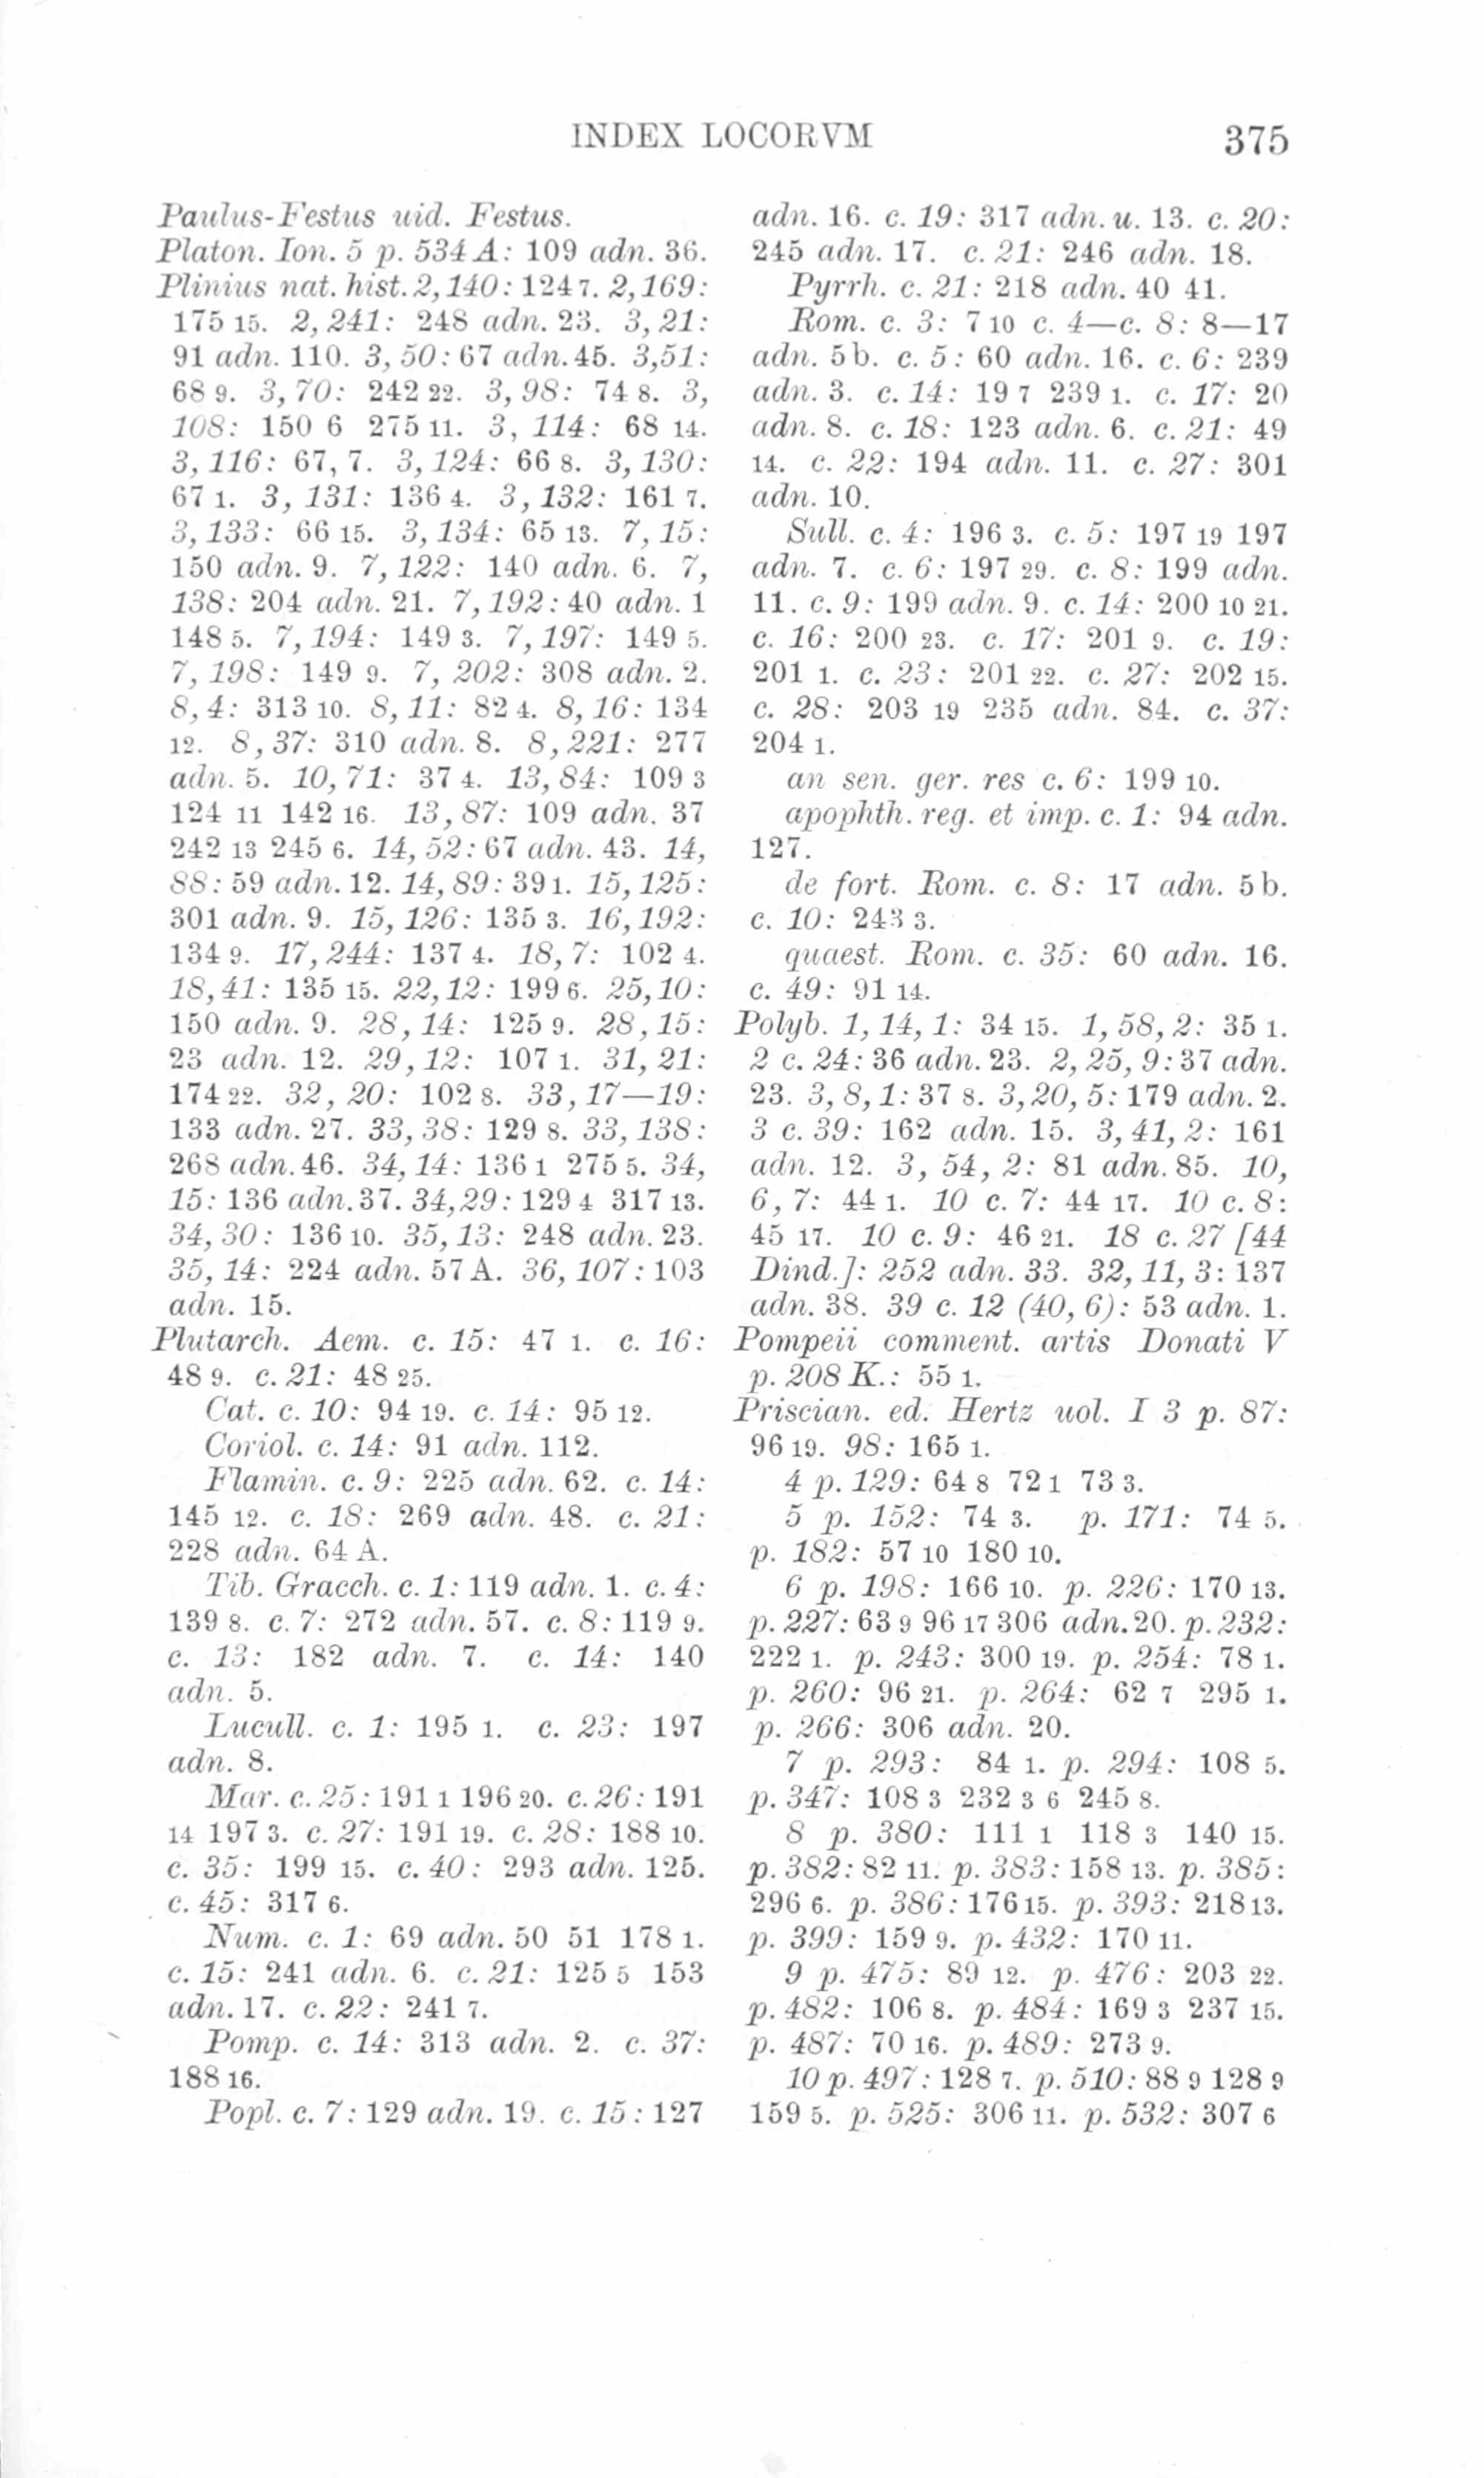 INDEX LOCORVM 375
Paulus-Festus uid. Festus.
Platon. Ion. 5 p. 534 A: 109 adn. 36.
Plinius nat. hist. 2,140: 124 7. 2,169:
175 15. 2,241: 248 adn. 23. 3,21:
91 adn. 110. 3,50: 67 adn. 45. 3,51:
68 9. 3,70: 242 22. 3,98: 74 8. 3,
108: 150 6 275 11. 3, 114: 68 14.
3,116: 67, 7. 3,124: 66 8. 3,130:
67 1. 3, 131: 136 4. 3,132: 161 7.
3,133: 66 15. 3,134: 65 13. 7,15:
150 adn. 9. 7,122: 140 adn. 6. 7,
138: 204 adn. 21. 7,192: 40 adn. 1
148 5. 7,194: 149 3. 7,197: 149 5.
7,198: 149 9. 7, 202: 308 adn. 2.
8,4: 313 10. 8,11: 82 4. 8,16: 134
12. 8,37: 310 adn. 8. 8,221: 277
adn. 5. 10,71: 37 4. 13,84: 109 3
124 11 142 16. 13,87: 109 adn. 37
242 13 245 6. 14,52: 67 adn. 43. 14,
88: 59 adn. 12. 14,89: 39 1. 15,125:
301 adn. 9. 15,126: 135 3. 16,192:
134 9. 17,244: 137 4. 18,7: 102 4.
18,41: 135 15. 22,12: 199 6. 25,10:
150 adn. 9. 28,14: 125 9. 28,15:
23 adn. 12. 29,12: 107 1. 31,21:
174 22. 32, 20: 102 8. 33,17—19:
133 adn. 27. 33,38: 129 8. 33,138:
268 adn. 46. 34,14: 136 1 275 5. 34,
15: 136 adn. 37. 34,29: 129 4 317 13.
34,30: 136 10. 35,13: 248 adn. 23.
35,14: 224 adn. 57 A. 36,107: 103
adn. 15.
Plutarch. Aem. c. 15: 47 1. c. 16:
48 9. c. 21: 48 25.
Cat. c. 10: 94 19. c. 14: 95 12.
Coriol. c. 14: 91 adn. 112.
Flamin. c. 9: 225 adn. 62. c. 14:
145 12. c. 18: 269 adn. 48. c. 21:
228 adn. 64 A.
Tib. Gracch. c. 1: 119 adn. 1. c. 4:
139 8. c. 7: 272 adn. 57. c. 8: 119 9.
c. 13: 182 adn. 7. c. 14: 140
adn. 5.
Lucull. c. 1: 195 1. c. 23: 197
adn. 8.
Mar. c. 25: 191 1 196 20. c. 26: 191
14 197 3. c. 27: 191 19. c. 28: 188 10.
c. 35: 199 15. c. 40: 293 adn. 125.
c. 45: 317 6.
Num. c. 1: 69 adn. 50 51 178 1.
c. 15: 241 adn. 6. c. 21: 125 5 153
adn. 17. c. 22: 241 7.
Pomp. c. 14: 313 adn. 2. c. 37:
188 16.
Popl. c. 7: 129 adn. 19. c. 15: 127
adn. 16. c. 19: 317 adn. u. 13. c. 20:
245 adn. 17. c. 21: 246 adn. 18.
Pyrrh. c. 21: 218 adn. 40 41.
Rom. c. 3: 7 10 c. 4—c. 8: 8—17
adn. 5 b. c. 5: 60 adn. 16. c. 6: 239
adn. 3. c. 14: 19 7 239 1. c. 17: 20
adn. 8. c. 18: 123 adn. 6. c. 21: 49
14. c. 22: 194 adn. 11. c. 27: 301
adn. 10.
Sull. c. 4: 196 3. c. 5: 197 19 197
adn. 7. c. 6: 197 29. c. 8: 199 adn.
11. c. 9: 199 adn. 9. c. 14: 200 10 21.
c. 16: 200 23. c. 17: 201 9. c. 19:
201 1. c. 23: 201 22. c. 27: 202 15.
c. 28: 203 19 235 adn. 84. c. 37:
204 1.
an sen. ger. res c. 6: 199 10.
apophth. reg. et imp. c. 1: 94 adn.
127.
de fort. Rom. c. 8: 17 adn. 5 b.
c. 10: 243 3.
quaest. Rom. c. 35: 60 adn. 16.
c. 49: 91 14.
Polyb. 1,14,1: 34 15. 1,58,2: 35 1.
2 c. 24: 36 adn. 23. 2,25,9: 37 adn.
23. 3,8,1: 37 8. 3,20,5: 179 adn. 2.
3 c. 39: 162 adn. 15. 3,41,2: 161
adn. 12. 3, 54, 2: 81 adn. 85. 10,
6,7: 44 1. 10 c. 7: 44 17. 10 c. 8:
45 17. 10 c. 9: 46 21. 18 c. 27 [44
Dind.]: 252 adn. 33. 32,11,3: 137
adn. 38. 39 c. 12 (40, 6): 53 adn. 1.
Pompeii comment. artis Donati V
p. 208 K.: 55 1.
Priscian. ed. Hertz uol. I 3 p. 87:
96 19. 98: 165 1.
4 p. 129: 64 8 72 1 73 3.
5 p. 152: 74 3. p. 171: 74 5.
p. 182: 57 10 180 10.
6 p. 198: 166 10. p. 226: 170 13.
p. 227: 63 9 96 17 306 adn. 20. p. 232:
222 1. p. 243: 300 19. p. 254: 78 1.
p. 260: 96 21. p. 264: 62 7 295 1.
p. 266: 306 adn. 20.
7 p. 293: 84 1. p. 294: 108 5.
p. 347: 108 3 232 3 6 245 8.
8 p. 380: 111 1 118 3 140 15.
p. 382: 82 11. p. 383: 158 13. p. 385:
296 6. p. 386: 176 15. p. 393: 218 13.
p. 399: 159 9. p. 432: 170 11.
9 p. 475: 89 12. p. 476: 203 22.
p. 482: 106 8. p. 484: 169 3 237 15.
p. 487: 70 16. p. 489: 273 9.
10 p. 497: 128 7. p. 510: 88 9 128 9
159 5. p. 525: 306 11. p. 532: 307 6